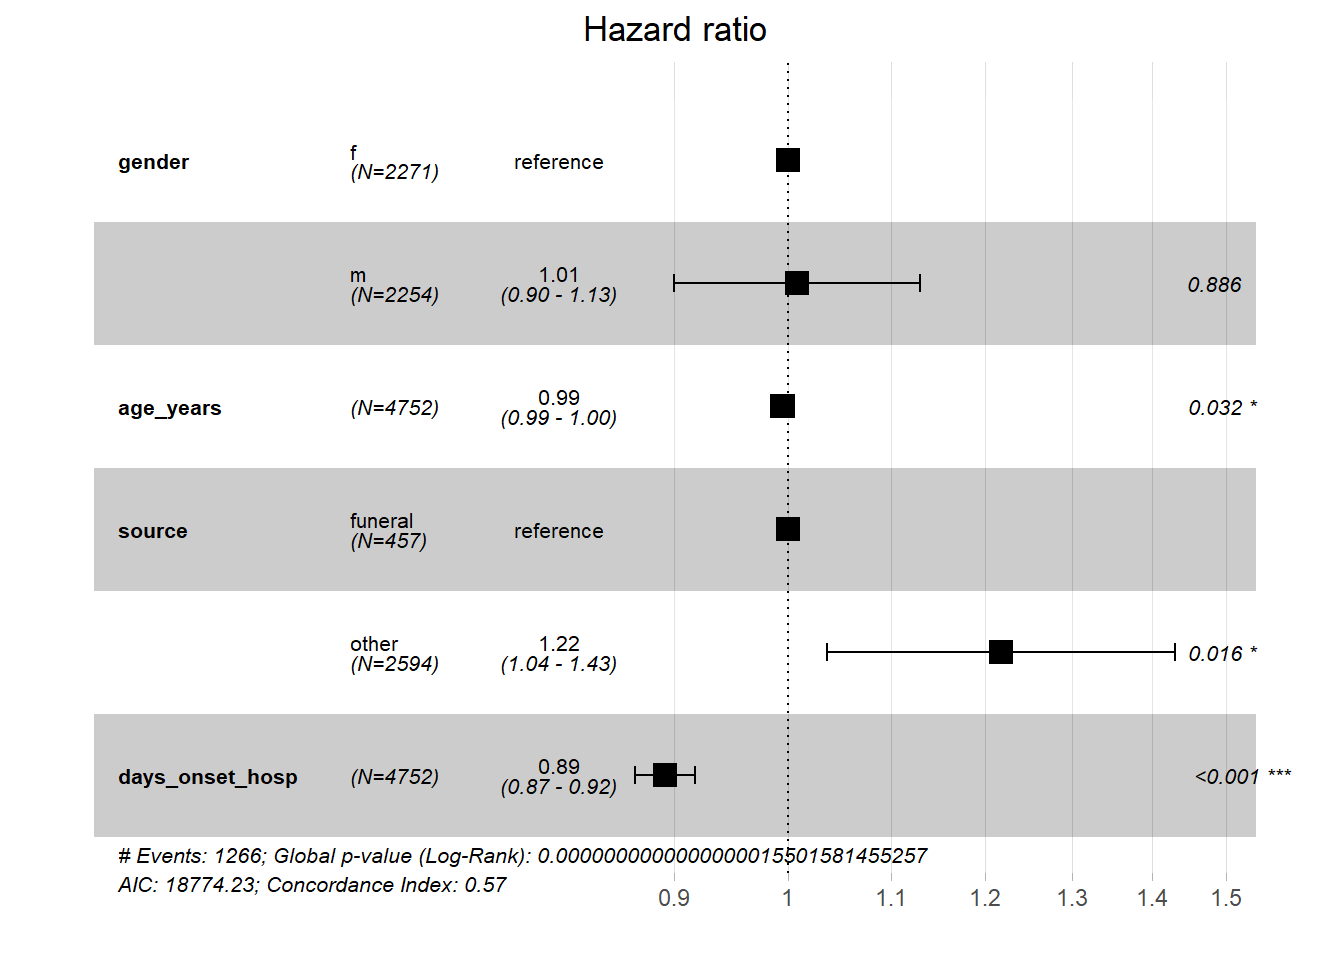 Hazard ratio
gender
f
(N=2271)
reference
m
(N=2254)
1.01
(0.90 - 1.13)
0.886
age_years
(N=4752)
0.99
(0.99 - 1.00)
0.032 *
source
funeral
(N=457)
reference
other
(N=2594)
1.22
(1.04 - 1.43)
0.016 *
days_onset_hosp
(N=4752)
0.89
(0.87 - 0.92)
<0.001 ***
# Events: 1266; Global p-value (Log-Rank): 0.00000000000000000015501581455257
AIC: 18774.23; Concordance Index: 0.57
0.9 1 1.1 1.2 1.3 1.4 1.5